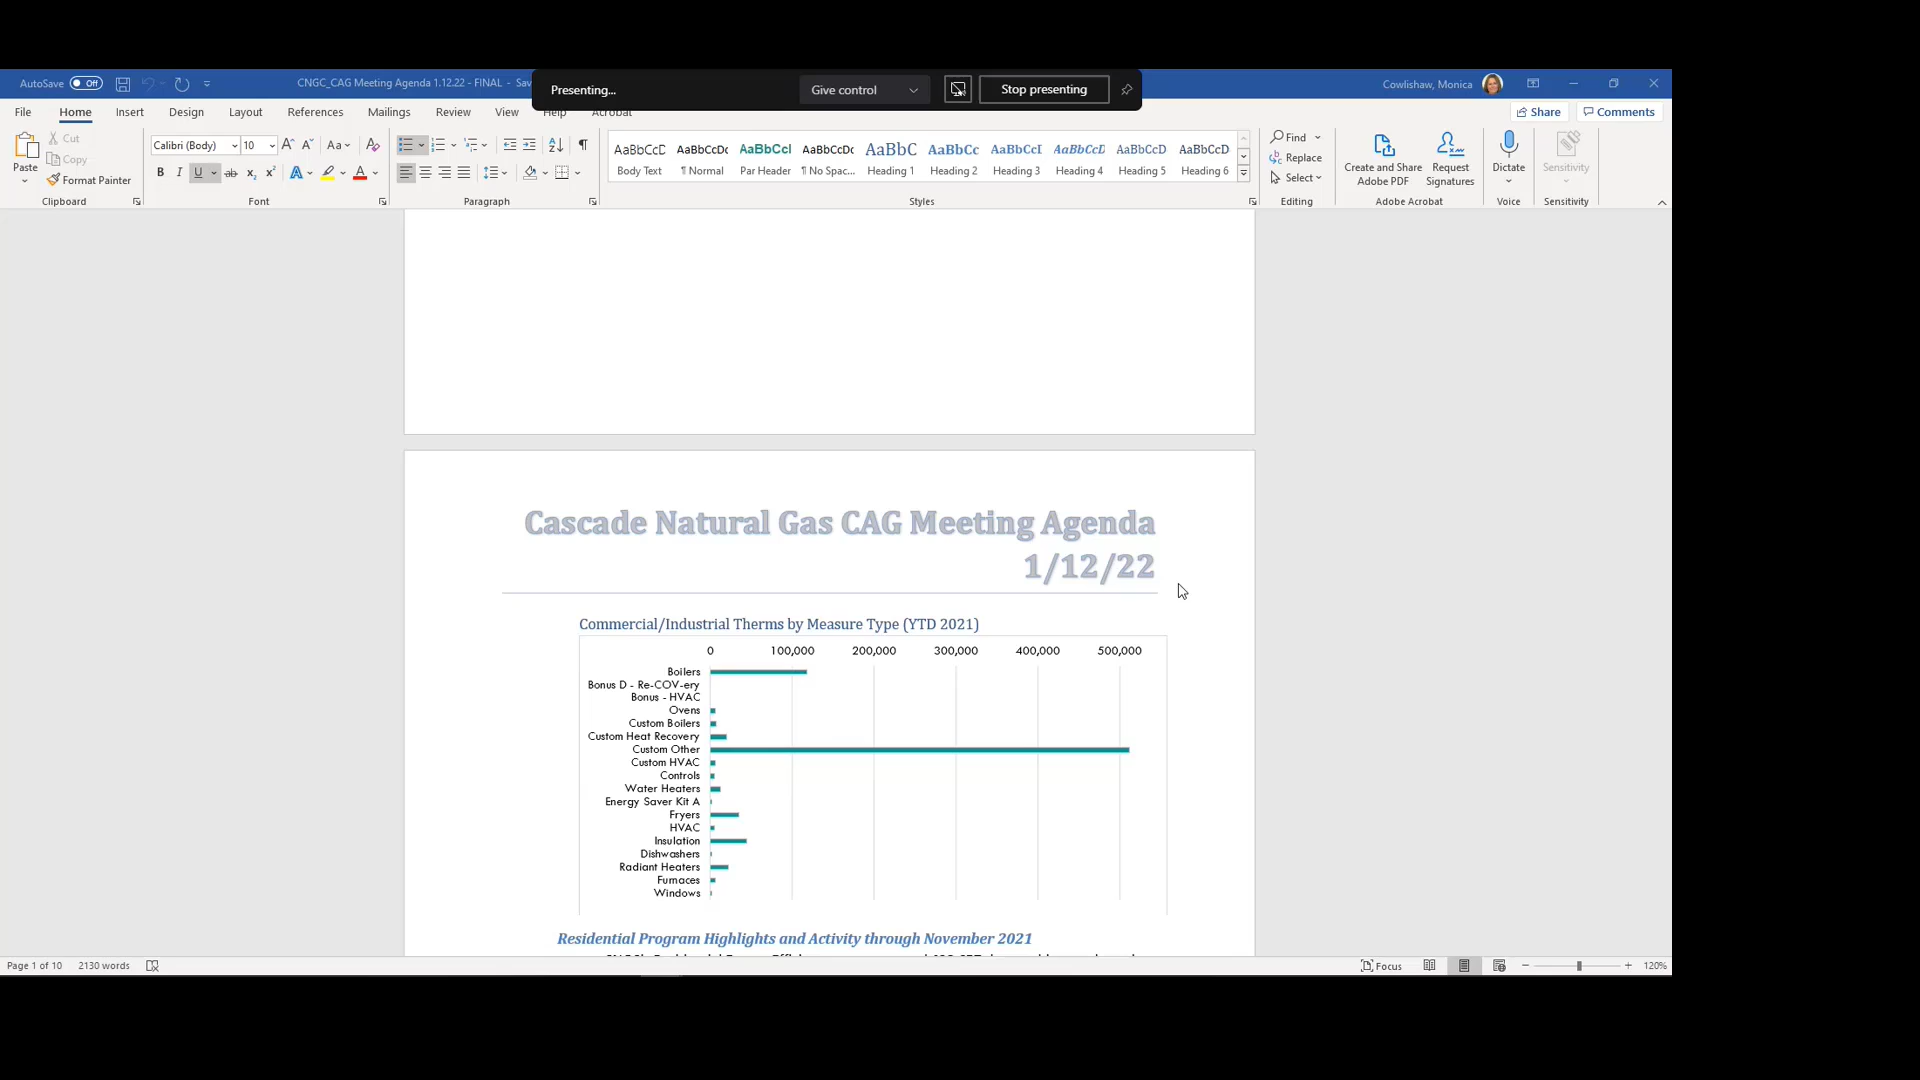 AutoSave Off CNGC_CAG Meeting Agenda 1.12.22 - FINAL - Sav Presenting... Give control Stop presenting Cowlishaw, Monica
File Home Insert Design Layout References Mailings Review View Help Acrobat Share Comments
Cut
Copy
Format Painter
Paste
Clipboard
Calibri (Body) 10
Font
Paragraph
AaBbCcD AaBbCcDc AaBbCcI AaBbCcDc AaBbC AaBbCc AaBbCcI AaBbCcD AaBbCcD AaBbCcD
Body Text ¶ Normal Par Header ¶ No Spac... Heading 1 Heading 2 Heading 3 Heading 4 Heading 5 Heading 6
Styles
Find
Replace
Select
Editing
Create and Share Adobe PDF
Request Signatures
Adobe Acrobat
Dictate
Voice
Sensitivity
Sensitivity
Cascade Natural Gas CAG Meeting Agenda
1/12/22
Commercial/Industrial Therms by Measure Type (YTD 2021)
0 100,000 200,000 300,000 400,000 500,000
Boilers
Bonus D - Re-COV-ery
Bonus - HVAC
Ovens
Custom Boilers
Custom Heat Recovery
Custom Other
Custom HVAC
Controls
Water Heaters
Energy Saver Kit A
Fryers
HVAC
Insulation
Dishwashers
Radiant Heaters
Furnaces
Windows
Residential Program Highlights and Activity through November 2021
Page 1 of 10 2130 words Focus 120%